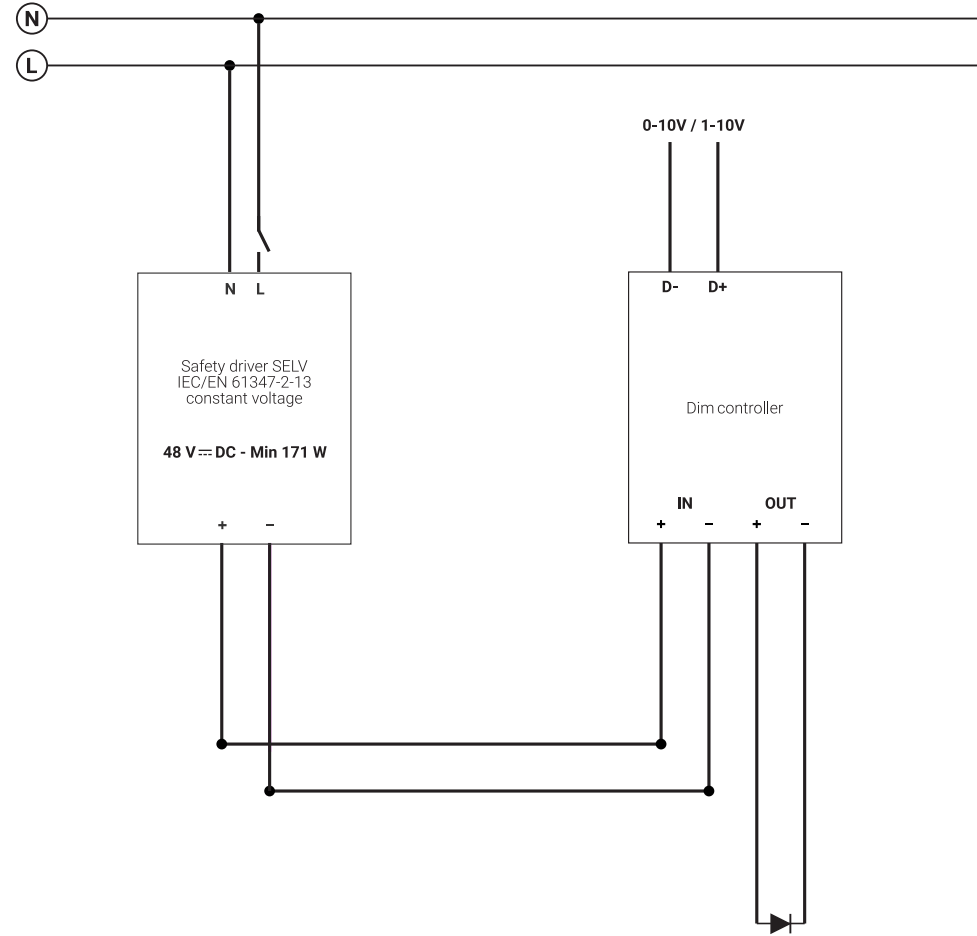 N
L
0-10V / 1-10V
N L
D- D+
Safety driver SELV
IEC/EN 61347-2-13
constant voltage
Dim controller
48 V⎓DC - Min 171 W
IN OUT
+ − + − + −